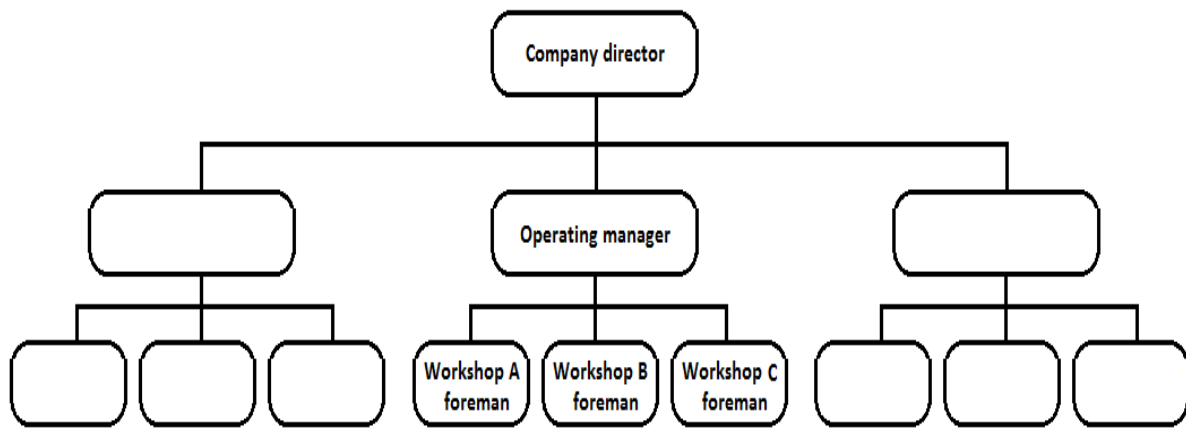 Company director
Operating manager
Workshop A
foreman
Workshop B
foreman
Workshop C
foreman